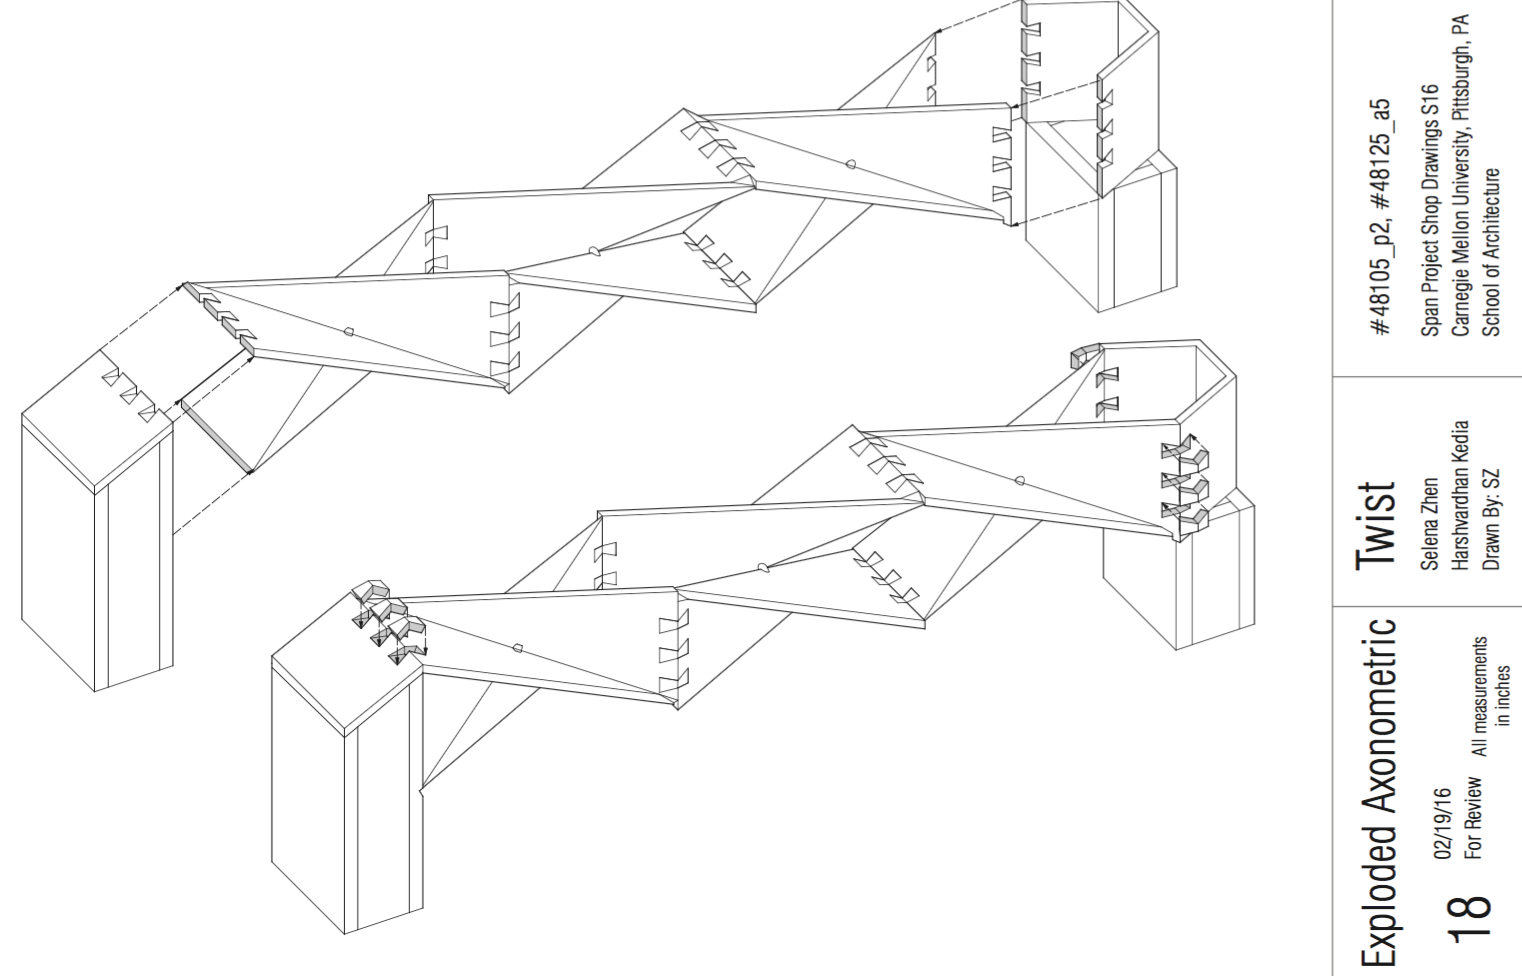 #48105_p2, #48125_a5
Span Project Shop Drawings S16
Carnegie Mellon University, Pittsburgh, PA
School of Architecture
Twist
Selena Zhen
Harshvardhan Kedia
Drawn By: SZ
Exploded Axonometric
02/19/16
For Review
All measurements
in inches
18